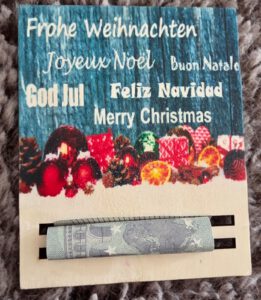 Frohe Weihnachten
Joyeux Noël
Buon Natale
God Jul
Feliz Navidad
Merry Christmas